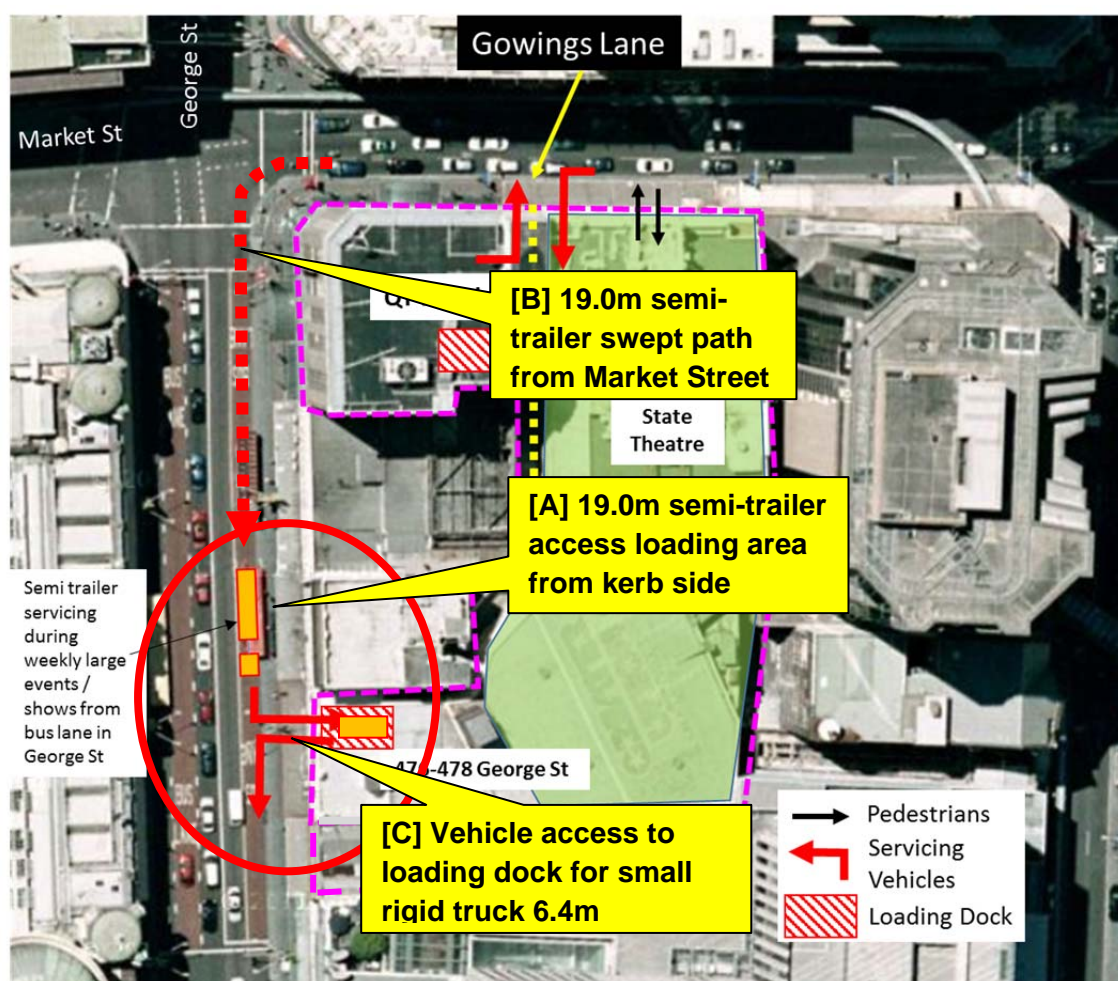 Gowings Lane
George St
Market St
[B] 19.0m semi-
trailer swept path
from Market Street
State
Theatre
[A] 19.0m semi-trailer
access loading area
from kerb side
Semi trailer
servicing
during
weekly large
events /
shows from
bus lane in
George St
478 George St
[C] Vehicle access to
loading dock for small
rigid truck 6.4m
Pedestrians
Servicing
Vehicles
Loading Dock
BUS
BUS